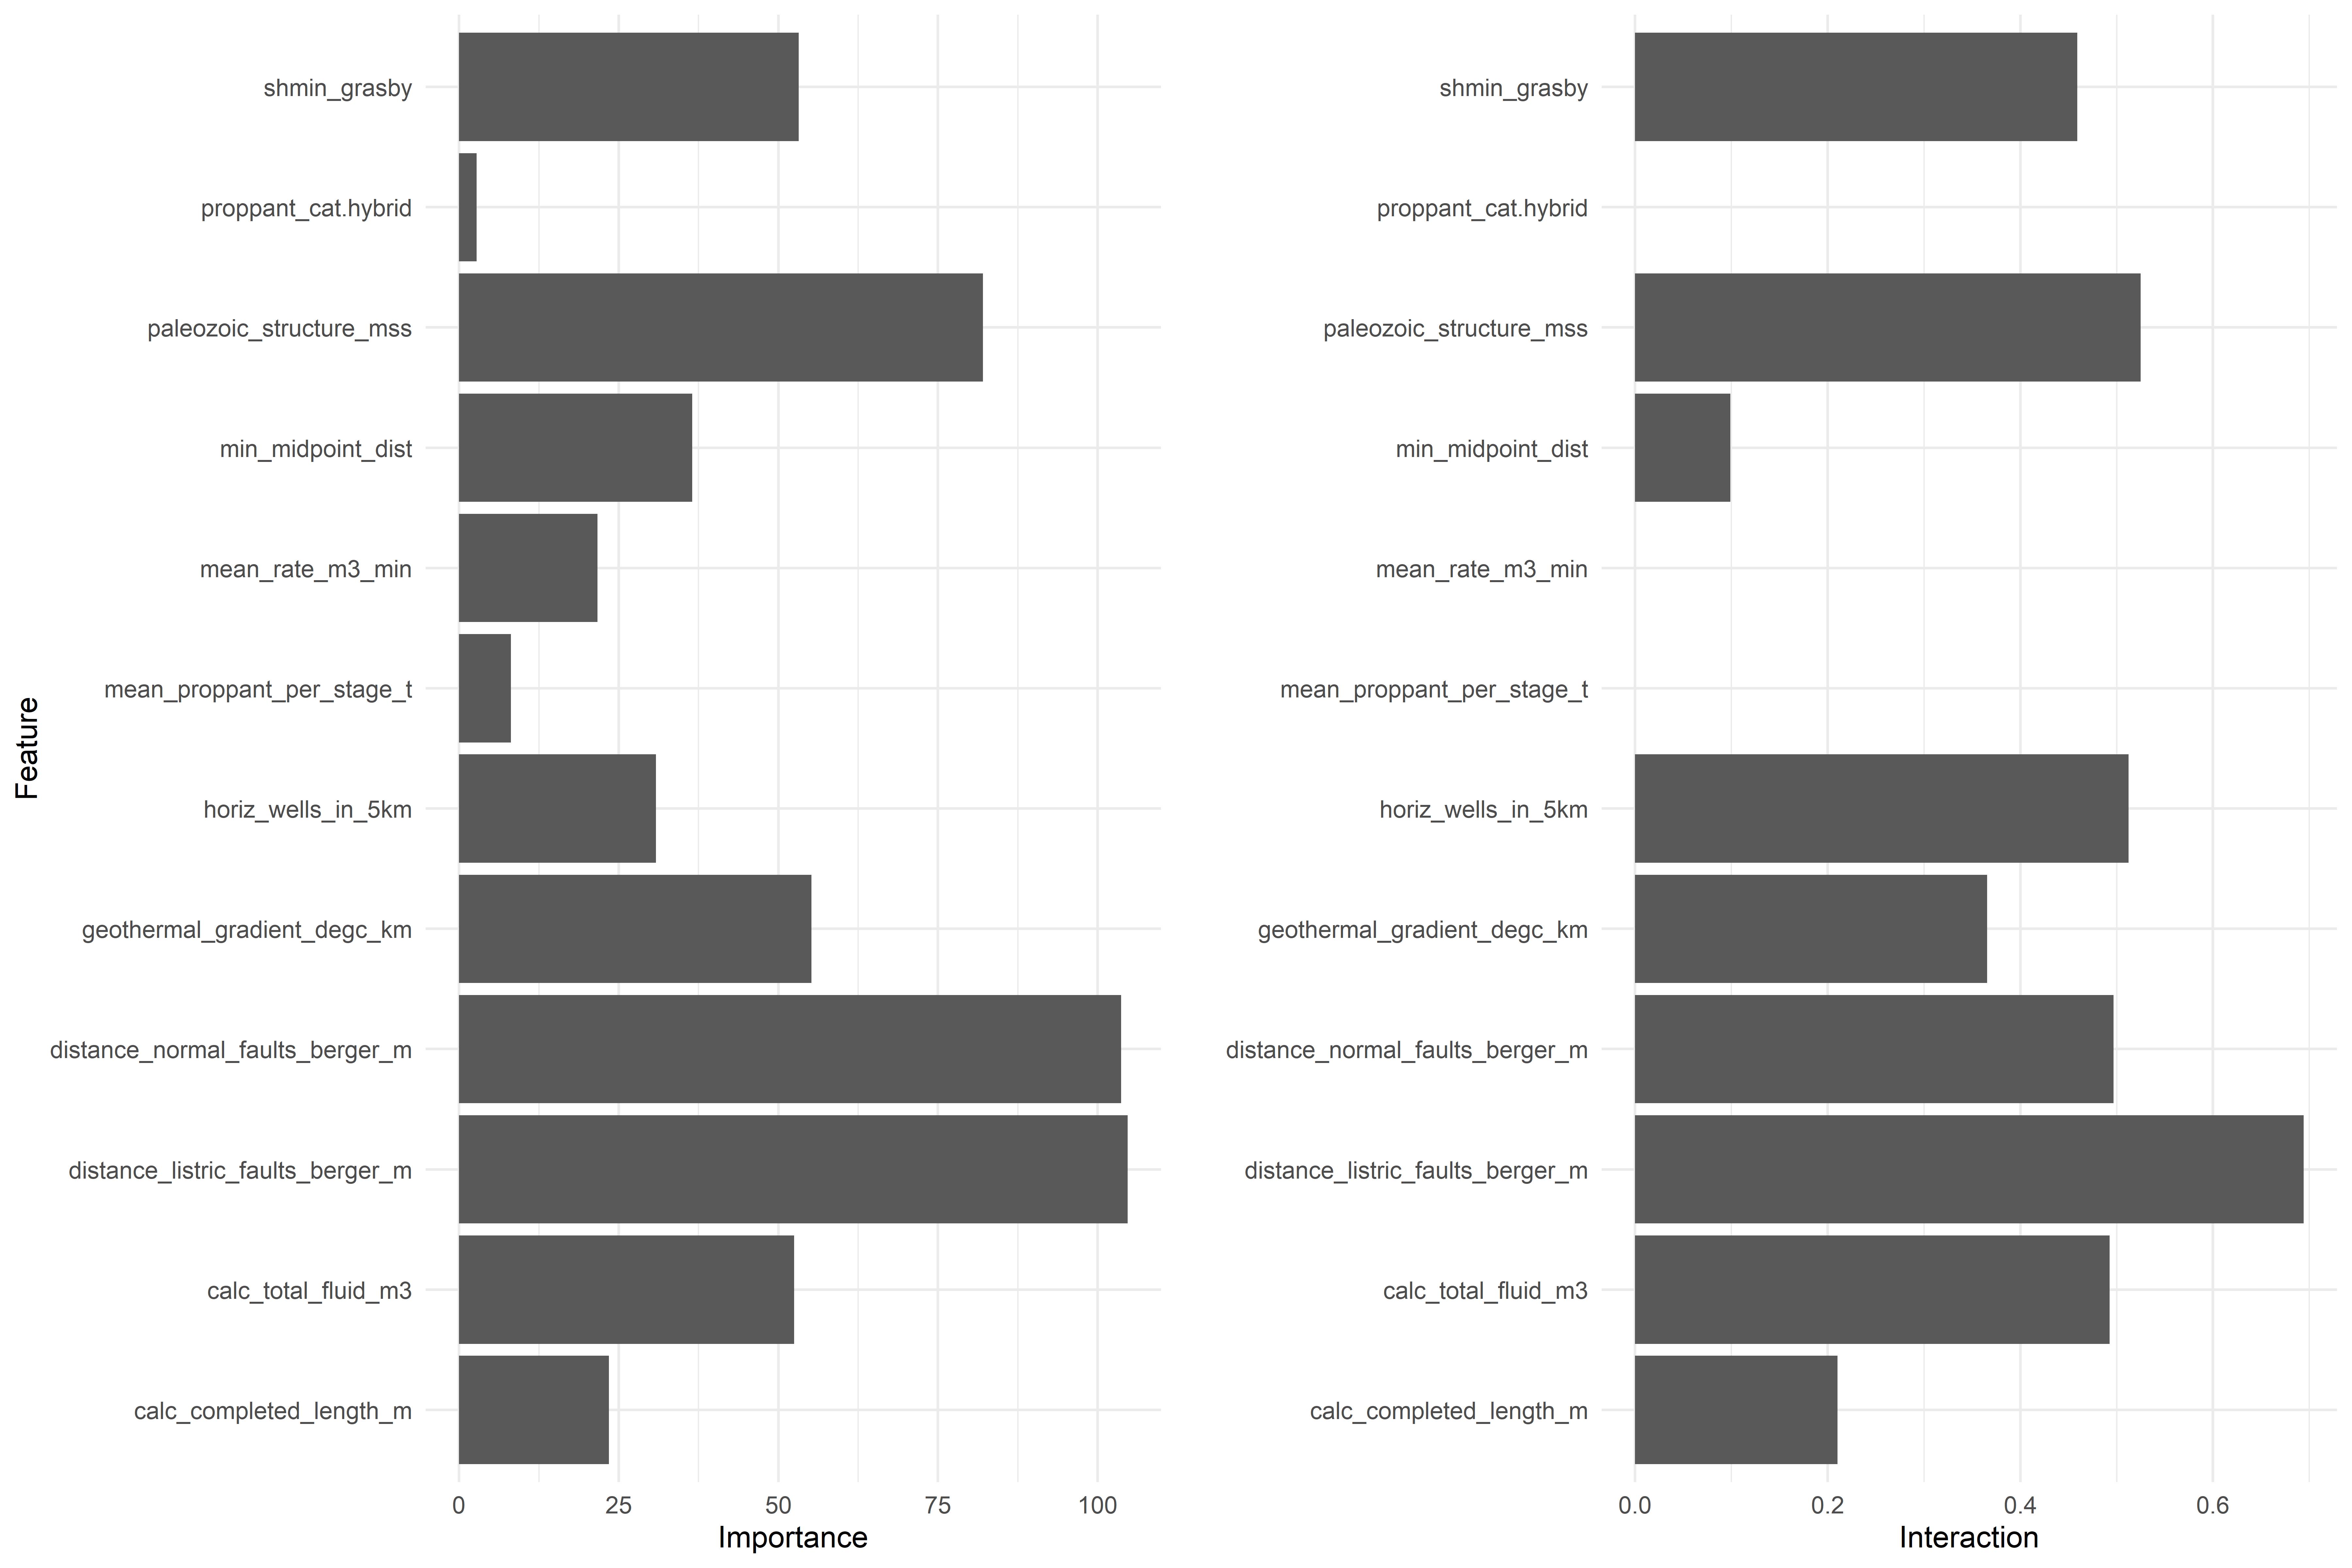 Feature
shmin_grasby
proppant_cat.hybrid
paleozoic_structure_mss
min_midpoint_dist
mean_rate_m3_min
mean_proppant_per_stage_t
horiz_wells_in_5km
geothermal_gradient_degc_km
distance_normal_faults_berger_m
distance_listric_faults_berger_m
calc_total_fluid_m3
calc_completed_length_m
0 25 50 75 100
Importance
shmin_grasby
proppant_cat.hybrid
paleozoic_structure_mss
min_midpoint_dist
mean_rate_m3_min
mean_proppant_per_stage_t
horiz_wells_in_5km
geothermal_gradient_degc_km
distance_normal_faults_berger_m
distance_listric_faults_berger_m
calc_total_fluid_m3
calc_completed_length_m
0.0 0.2 0.4 0.6
Interaction